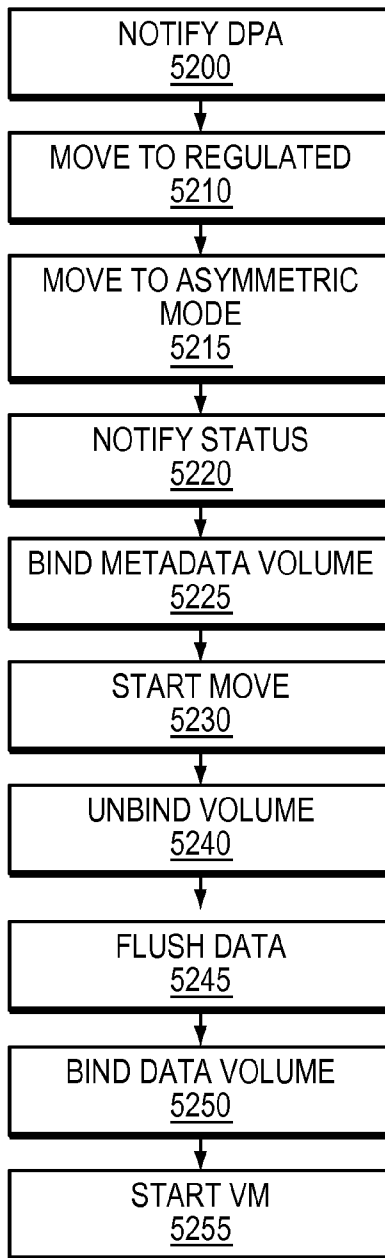 NOTIFY DPA
5200
MOVE TO REGULATED
5210
MOVE TO ASYMMETRIC
MODE
5215
NOTIFY STATUS
5220
BIND METADATA VOLUME
5225
START MOVE
5230
UNBIND VOLUME
5240
FLUSH DATA
5245
BIND DATA VOLUME
5250
START VM
5255